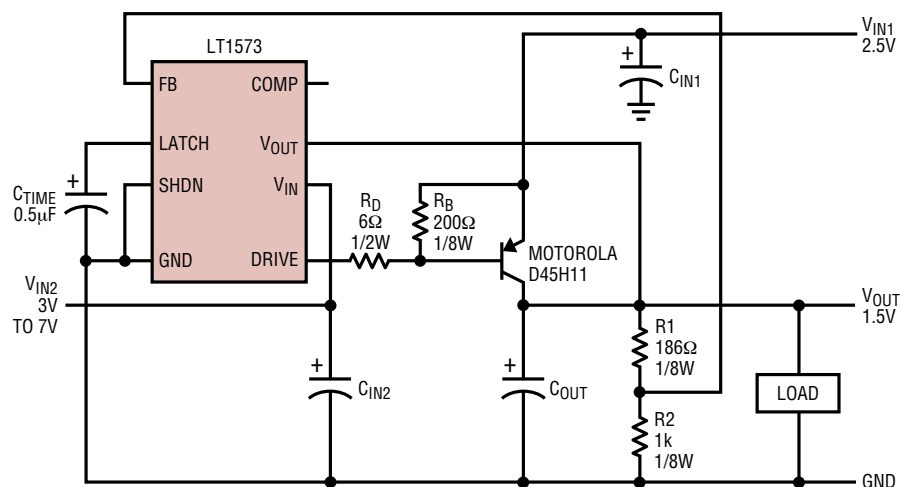 LT1573
FB
COMP
LATCH
VOUT
SHDN
VIN
GND
DRIVE
CTIME
0.5µF
VIN2
3V
TO 7V
RD
6Ω
1/2W
RB
200Ω
1/8W
MOTOROLA
D45H11
VIN1
2.5V
CIN1
CIN2
COUT
R1
186Ω
1/8W
R2
1k
1/8W
LOAD
VOUT
1.5V
GND
+
+
+
+